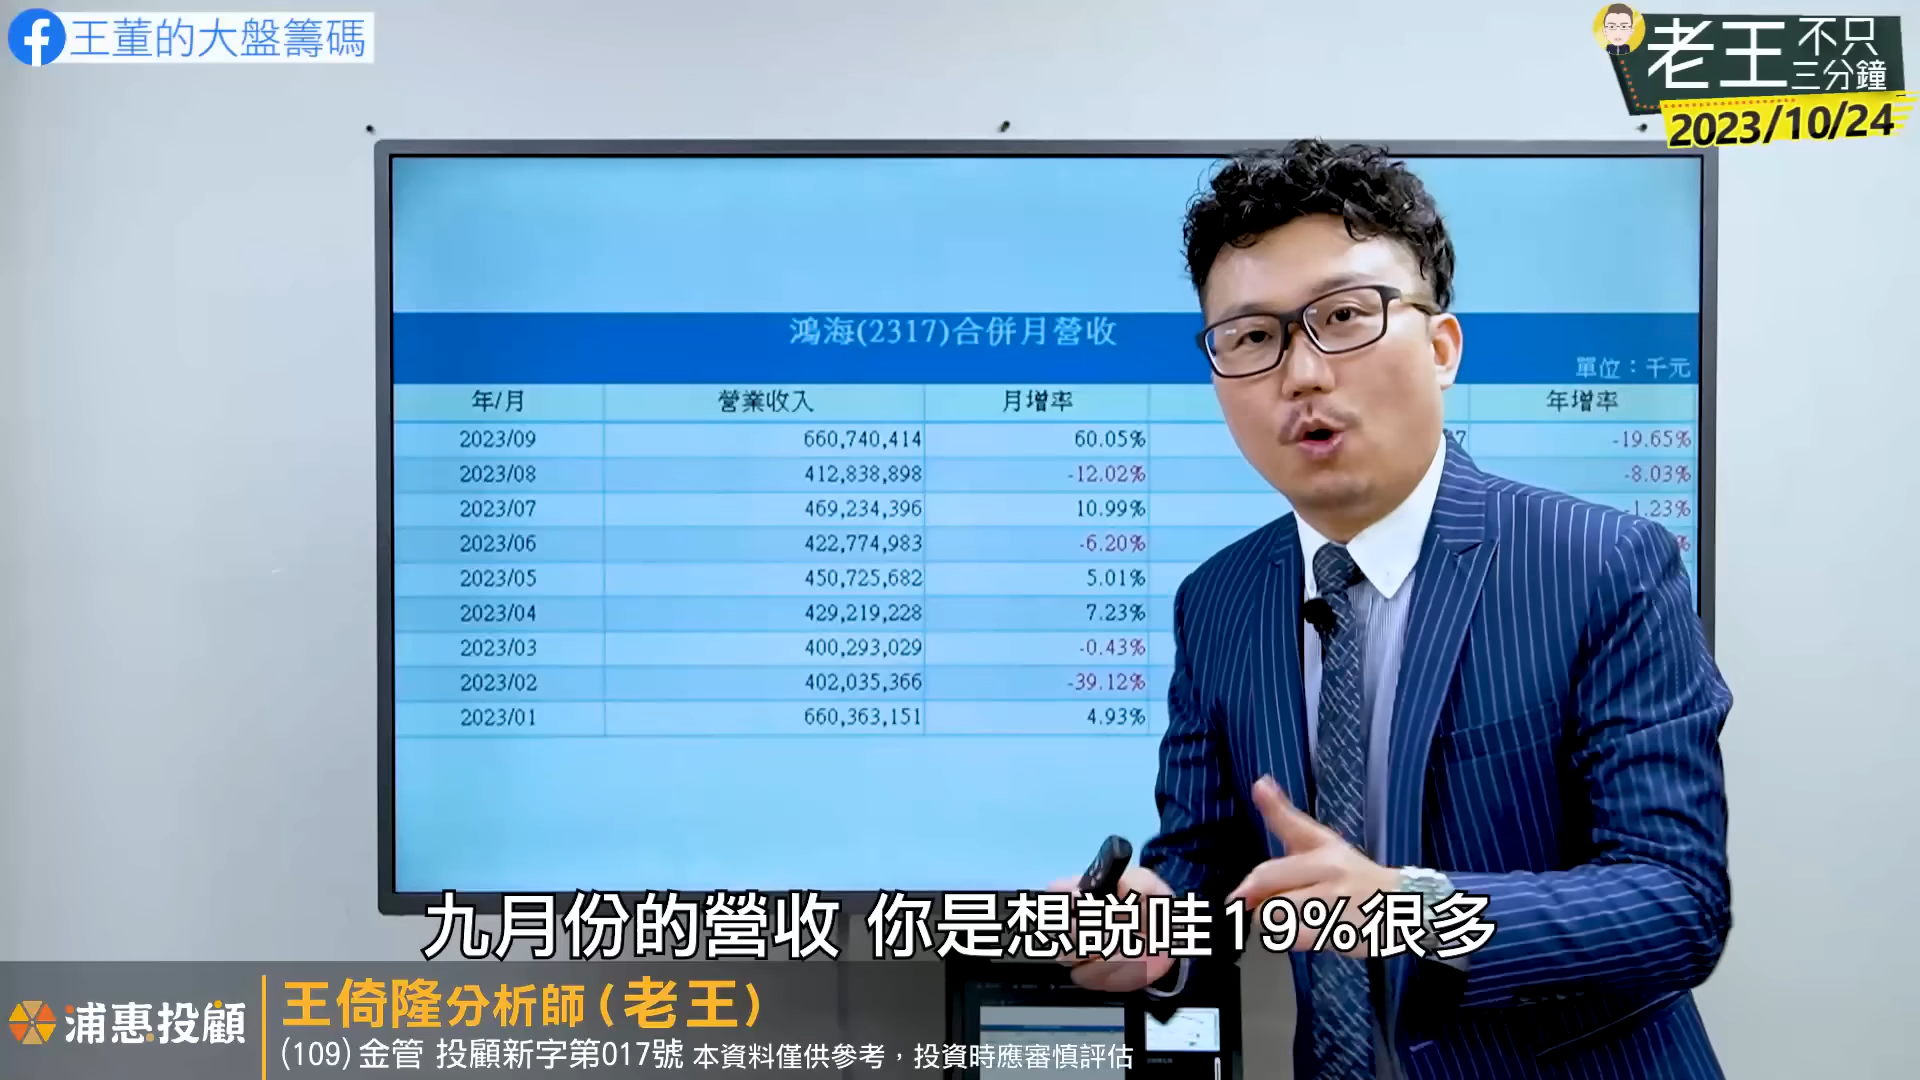 王董的大盤籌碼
老王 不只三分鐘
2023/10/24
鴻海(2317)合併月營收
單位：千元
年/月 營業收入 月增率 年增率
2023/09 660,740,414 60.05% -19.65%
2023/08 412,838,898 -12.02% -8.03%
2023/07 469,234,396 10.99% -1.23%
2023/06 422,774,983 -6.20%
2023/05 450,725,682 5.01%
2023/04 429,219,228 7.23%
2023/03 400,293,029 -0.43%
2023/02 402,035,366 -39.12%
2023/01 660,363,151 4.93%
九月份的營收 你是想説哇19%很多
浦惠投顧
王倚隆分析師(老王)
(109)金管 投顧新字第017號 本資料僅供參考，投資時應審慎評估